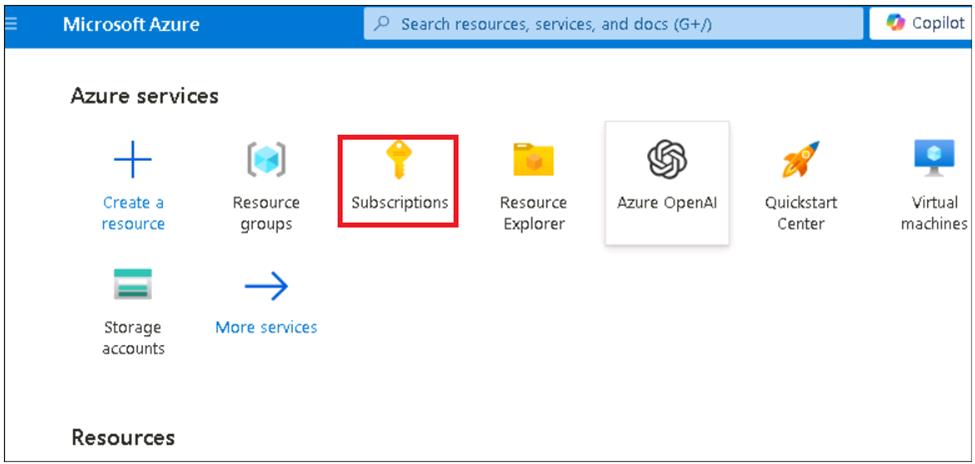 Microsoft Azure
Search resources, services, and docs (G+/)
Copilot
Azure services
Create a
resource
Resource
groups
Subscriptions
Resource
Explorer
Azure OpenAI
Quickstart
Center
Virtual
machines
Storage
accounts
More services
Resources